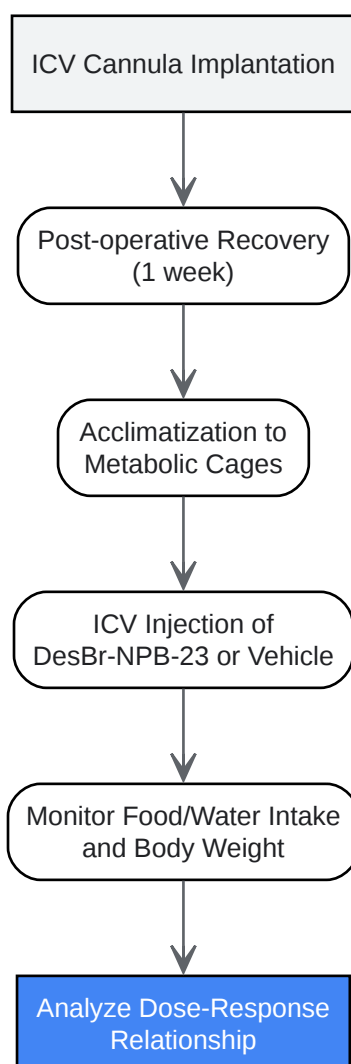 ICV Cannula Implantation
Post-operative Recovery
(1 week)
Acclimatization to
Metabolic Cages
ICV Injection of
DesBr-NPB-23 or Vehicle
Monitor Food/Water Intake
and Body Weight
Analyze Dose-Response
Relationship